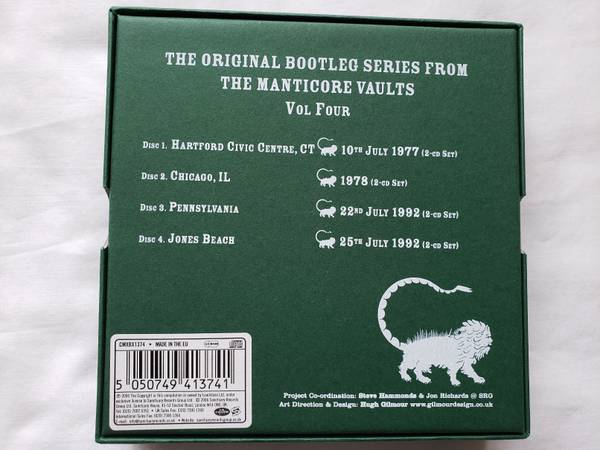 THE ORIGINAL BOOTLEG SERIES FROM
THE MANTICORE VAULTS
VOL FOUR
DISC 1. HARTFORD CIVIC CENTRE, CT 10TH JULY 1977 (2-CD SET)
DISC 2. CHICAGO, IL 1978 (2-CD SET)
DISC 3. PENNSYLVANIA 22ND JULY 1992 (2-CD SET)
DISC 4. JONES BEACH 25TH JULY 1992 (2-CD SET)
CMXBX1374 • MADE IN THE EU
5 050749 413741
Project Co-ordination: Steve Hammonds & Jon Richards @ SRG
Art Direction & Design: Hugh Gilmour www.gilmourdesign.co.uk